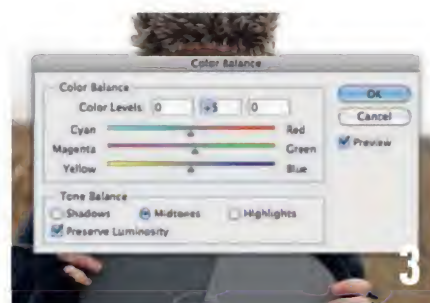 Color Balance
Color Balance
Color Levels: 0 +5 0
Cyan Red
Magenta Green
Yellow Blue
OK
Cancel
Preview
Tone Balance
Shadows Midtones Highlights
Preserve Luminosity
3